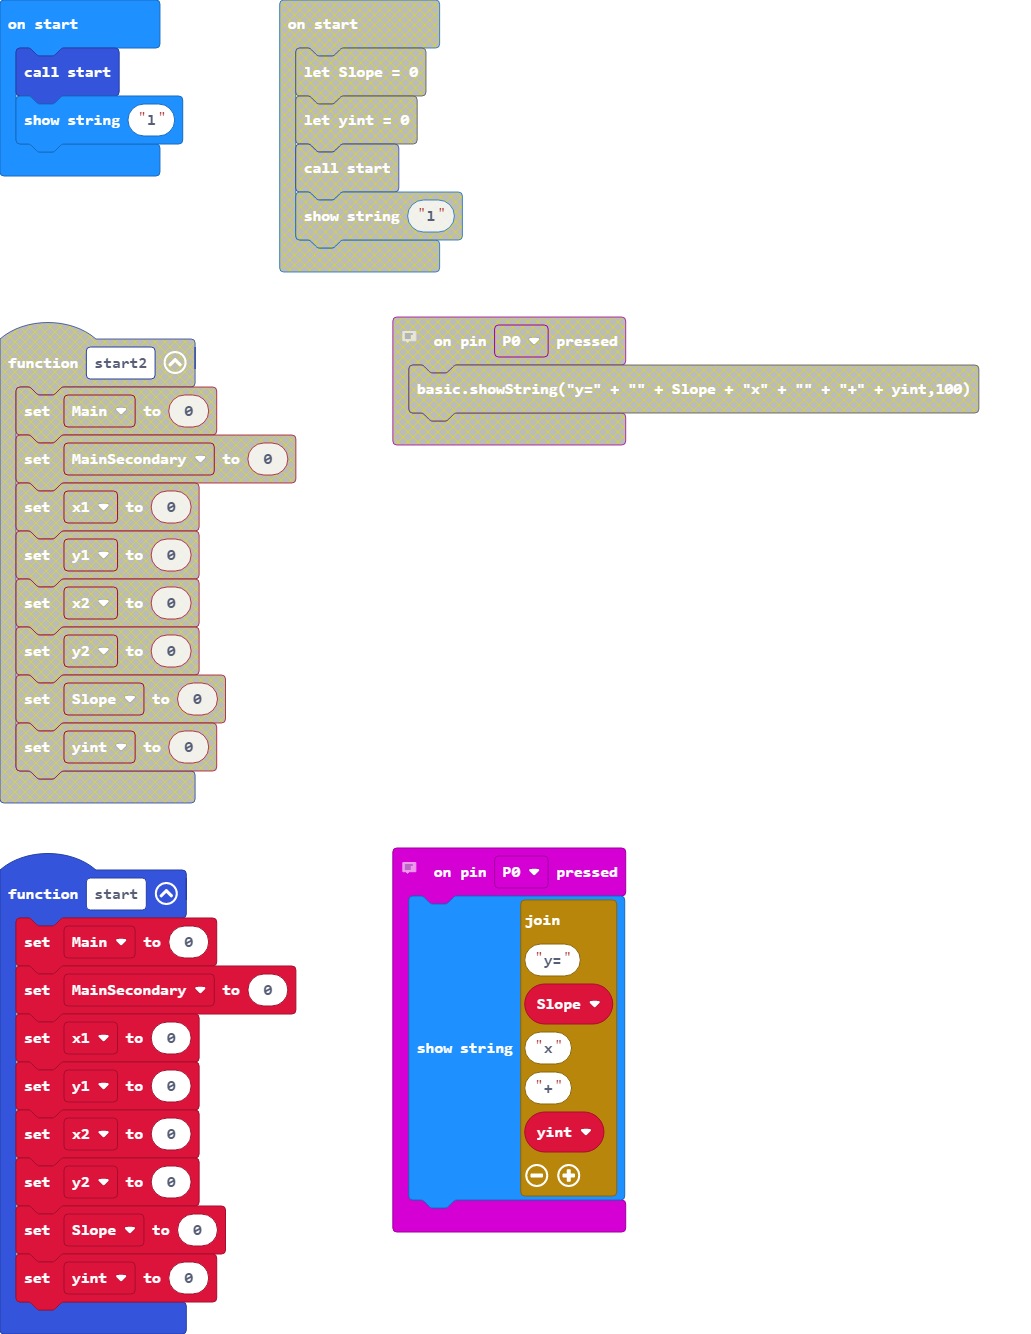 on start
call start
show string "1"
on start
let Slope = 0
let yint = 0
call start
show string "1"
function start2
set Main to 0
set MainSecondary to 0
set x1 to 0
set y1 to 0
set x2 to 0
set y2 to 0
set Slope to 0
set yint to 0
on pin P0 pressed
basic.showString("y=" + "" + Slope + "x" + "" + "+" + yint,100)
function start
set Main to 0
set MainSecondary to 0
set x1 to 0
set y1 to 0
set x2 to 0
set y2 to 0
set Slope to 0
set yint to 0
on pin P0 pressed
show string
join
"y="
Slope
"x"
"+"
yint